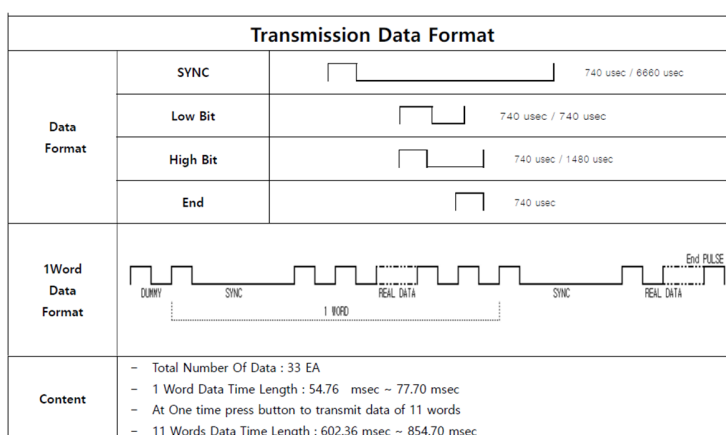 Transmission Data Format
Data
Format
SYNC
740 usec / 6660 usec
Low Bit
740 usec / 740 usec
High Bit
740 usec / 1480 usec
End
740 usec
1Word
Data
Format
End PULSE
DUMMY
SYNC
REAL DATA
SYNC
REAL DATA
1 WORD
Content
- Total Number Of Data : 33 EA
- 1 Word Data Time Length : 54.76 msec ~ 77.70 msec
- At One time press button to transmit data of 11 words
- 11 Words Data Time Length : 602.36 msec ~ 854.70 msec